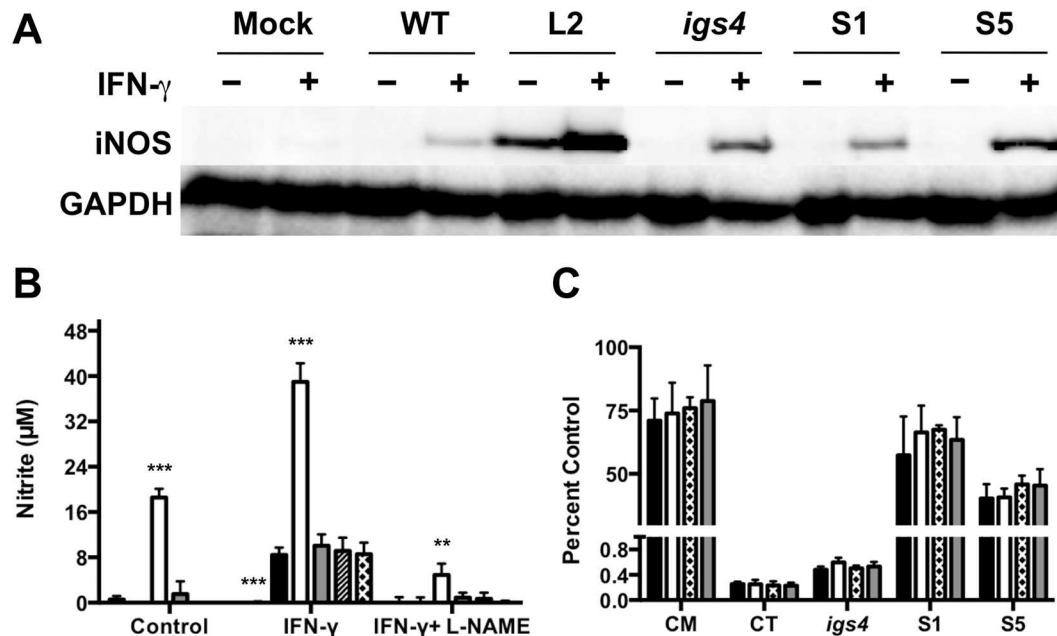 A
Mock WT L2 igs4 S1 S5
IFN-γ − + − + − + − + − + − +
iNOS
GAPDH
B
Nitrite (µM)
48
40
32
24
16
8
0
***
***
***
**
Control IFN-γ IFN-γ+ L-NAME
C
Percent Control
100
75
50
0.8
0.4
0.0
CM CT igs4 S1 S5